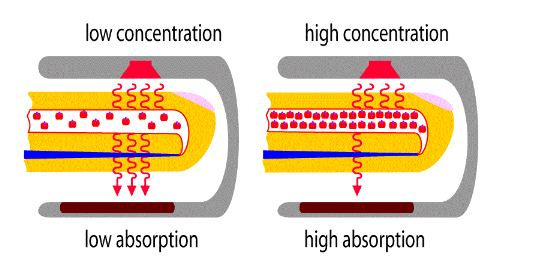 low concentration
high concentration
low absorption
high absorption